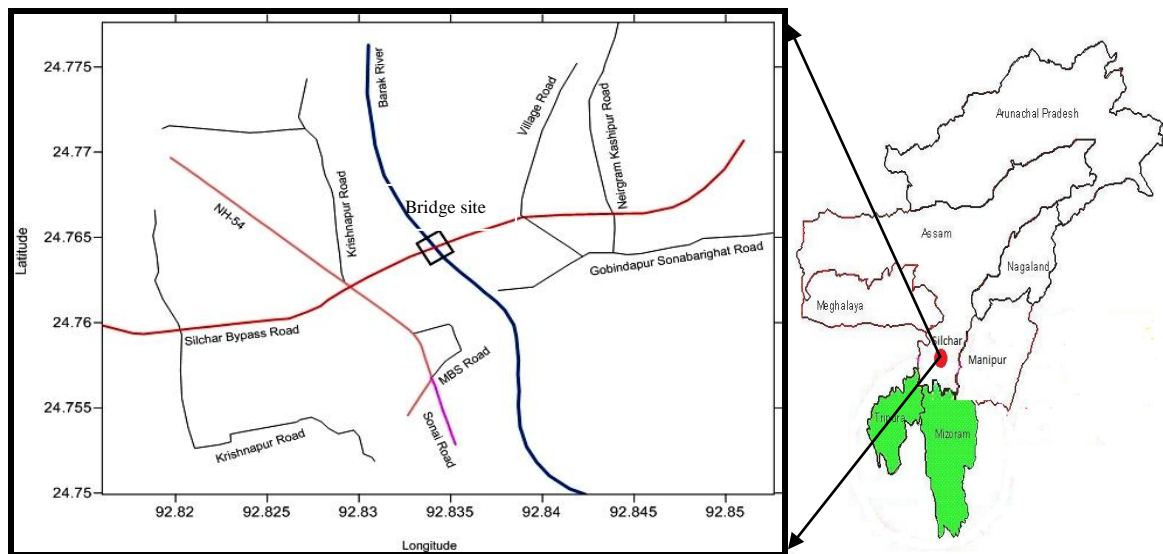 24.775
24.77
24.765
24.76
24.755
24.75
Latitude
92.82
92.825
92.83
92.835
92.84
92.845
92.85
Longitude
Barak River
Village Road
Neirgram Kashipur Road
NH-54
Krishnapur Road
Bridge site
Gobindapur Sonabarighat Road
Silchar Bypass Road
MBS Road
Sonai Road
Krishnapur Road
Arunachal Pradesh
Assam
Nagaland
Meghalaya
Silchar
Manipur
Tripura
Mizoram